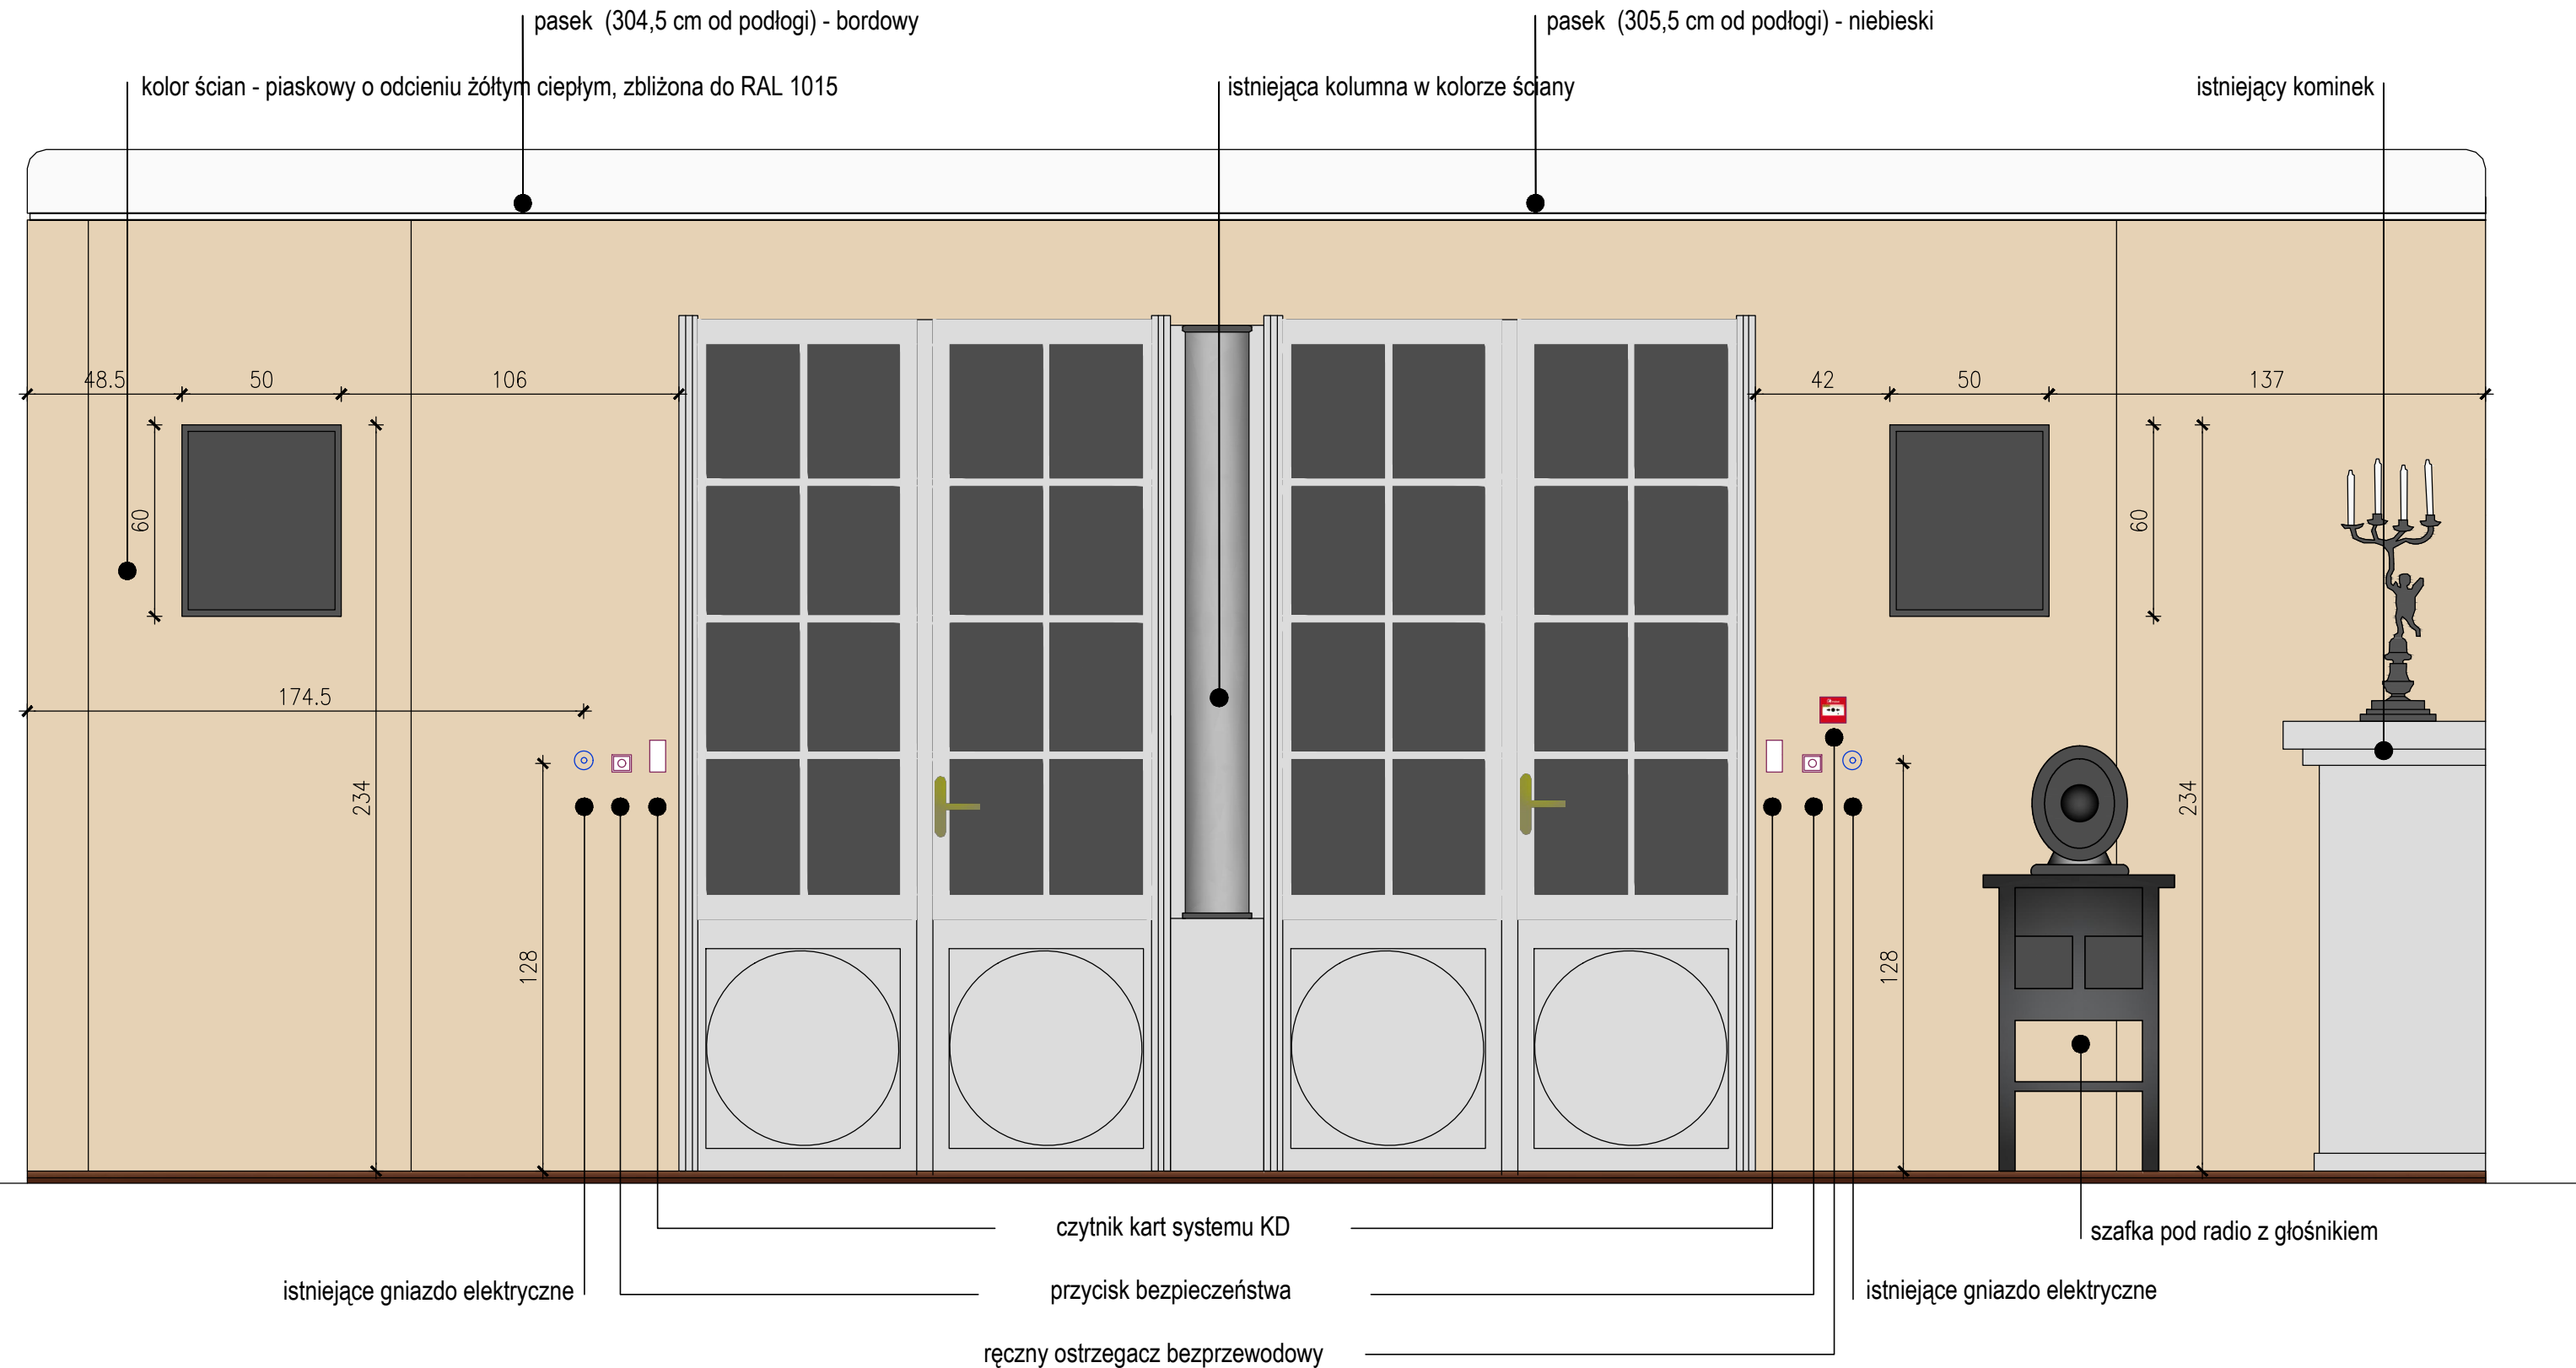 pasek (304,5 cm od podłogi) - bordowy
pasek (305,5 cm od podłogi) - niebieski
kolor ścian - piaskowy o odcieniu żółtym ciepłym, zbliżona do RAL 1015
istniejąca kolumna w kolorze ściany
istniejący kominek
48.5
50
106
42
50
137
60
60
174.5
234
234
128
128
czytnik kart systemu KD
szafka pod radio z głośnikiem
istniejące gniazdo elektryczne
przycisk bezpieczeństwa
istniejące gniazdo elektryczne
ręczny ostrzegacz bezprzewodowy